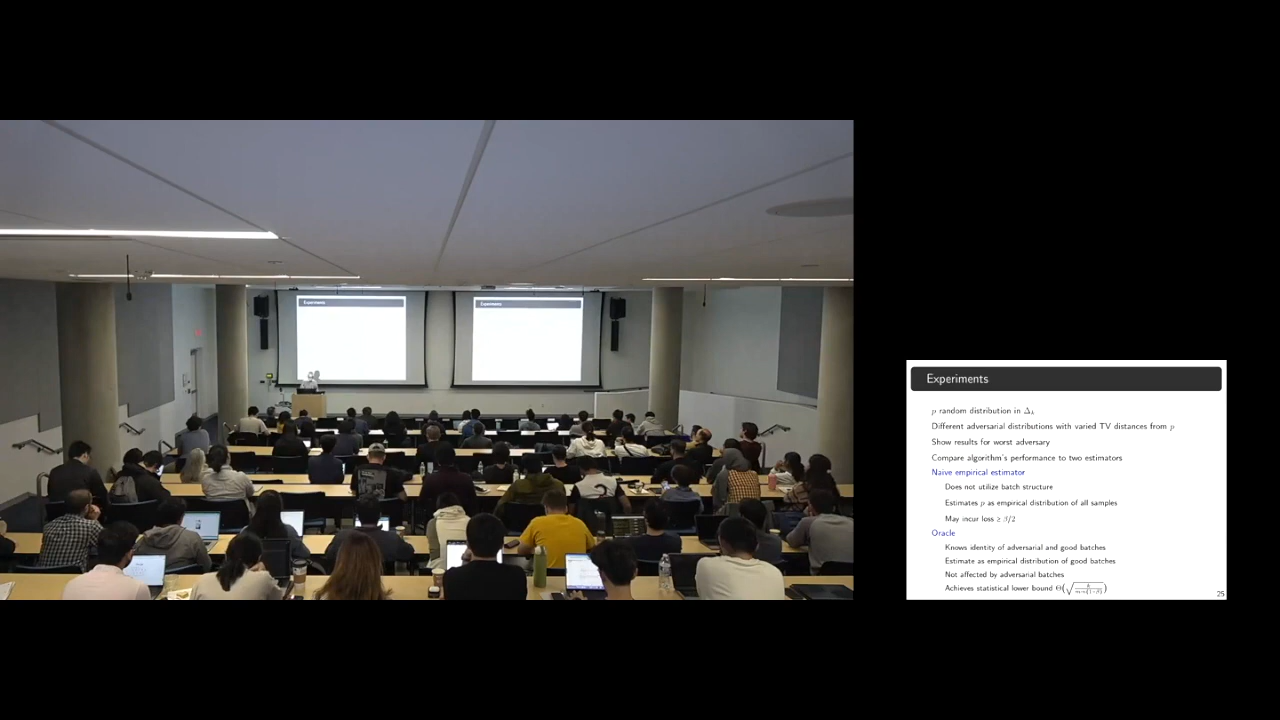 Experiments
Experiments
Experiments
p random distribution in Δₖ
Different adversarial distributions with varied TV distances from p
Show results for worst adversary
Compare algorithm's performance to two estimators
Naive empirical estimator
Does not utilize batch structure
Estimates p as empirical distribution of all samples
May incur loss ≥ β/2
Oracle
Knows identity of adversarial and good batches
Estimate as empirical distribution of good batches
Not affected by adversarial batches
Achieves statistical lower bound
25